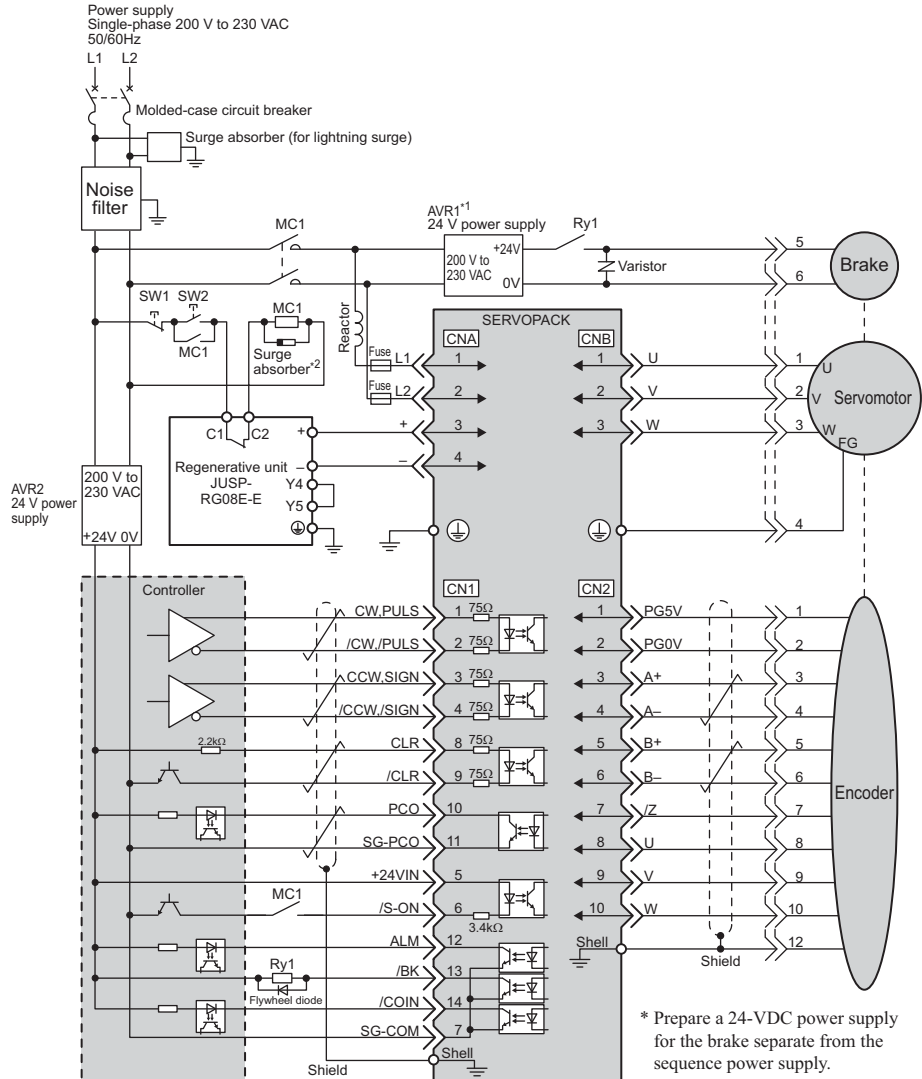 Power supply
Single-phase 200 V to 230 VAC
50/60Hz
L1 L2
Molded-case circuit breaker
Surge absorber (for lightning surge)
Noise
filter
MC1
AVR1*1
24 V power supply
Ry1
+24V
200 V to
230 VAC
0V
Varistor
5
6
Brake
SW1 SW2
MC1
MC1
Surge
absorber*2
Reactor
SERVOPACK
CNA
CNB
Fuse L1 1
Fuse L2 2
+ 3
– 4
1 U 1
2 V 2
3 W 3
U
V
W
FG
Servomotor
4
C1 C2
+
–
Regenerative unit
JUSP-
RG08E-E
Y4
Y5
AVR2
24 V power
supply
200 V to
230 VAC
+24V 0V
Controller
CN1
CN2
CW,PULS 1 75Ω
/CW,/PULS 2 75Ω
CCW,SIGN 3 75Ω
/CCW,/SIGN 4 75Ω
2.2kΩ
CLR 8 75Ω
/CLR 9 75Ω
PCO 10
SG-PCO 11
+24VIN 5
MC1
/S-ON 6
3.4kΩ
ALM 12
Ry1
/BK 13
Flywheel diode
/COIN 14
SG-COM 7
Shield
Shell
1 PG5V 1
2 PG0V 2
3 A+ 3
4 A– 4
5 B+ 5
6 B– 6
7 /Z 7
8 U 8
9 V 9
10 W 10
Shell
Shield
12
Encoder
* Prepare a 24-VDC power supply
for the brake separate from the
sequence power supply.